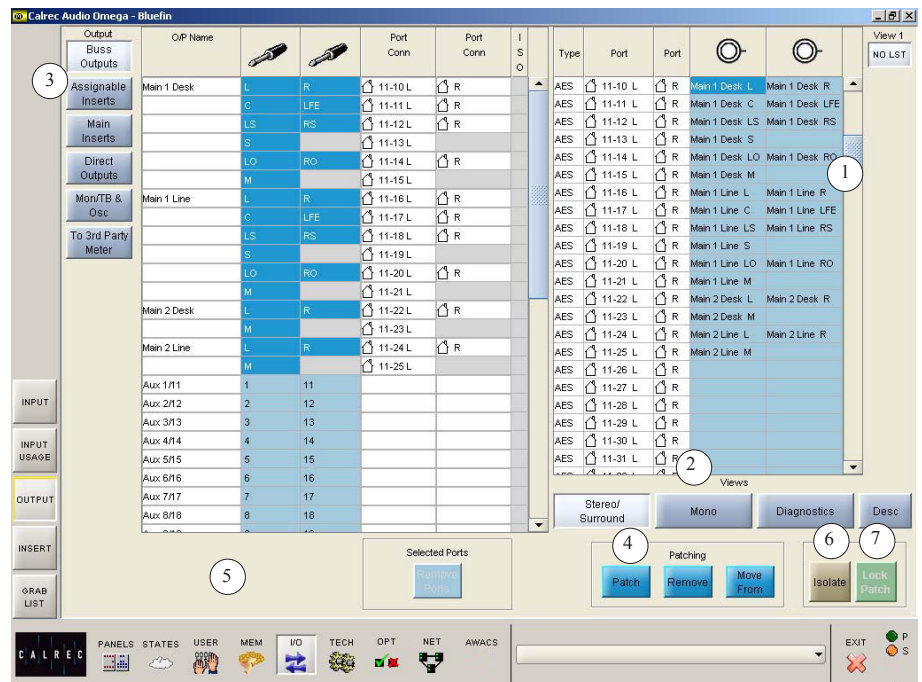 Calrec Audio Omega - Bluefin
Output
Buss Outputs
3
Assignable Inserts
Main Inserts
Direct Outputs
Mon/TB & Osc
To 3rd Party Meter
INPUT
INPUT USAGE
OUTPUT
INSERT
GRAB LIST
O/P Name Port Conn Port Conn I S O
Main 1 Desk L R 11-10 L R
C LFE 11-11 L R
LS RS 11-12 L R
S 11-13 L
LO RO 11-14 L R
M 11-15 L
Main 1 Line L R 11-16 L R
C LFE 11-17 L R
LS RS 11-18 L R
S 11-19 L
LO RO 11-20 L R
M 11-21 L
Main 2 Desk L R 11-22 L R
M 11-23 L
Main 2 Line L R 11-24 L R
M 11-25 L
Aux 1/11 1 11
Aux 2/12 2 12
Aux 3/13 3 13
Aux 4/14 4 14
Aux 5/15 5 15
Aux 6/16 6 16
Aux 7/17 7 17
Aux 8/18 8 18
Type Port Port
AES 11-10 L R Main 1 Desk L Main 1 Desk R
AES 11-11 L R Main 1 Desk C Main 1 Desk LFE
AES 11-12 L R Main 1 Desk LS Main 1 Desk RS
AES 11-13 L R Main 1 Desk S
AES 11-14 L R Main 1 Desk LO Main 1 Desk RO
AES 11-15 L R Main 1 Desk M
1
AES 11-16 L R Main 1 Line L Main 1 Line R
AES 11-17 L R Main 1 Line C Main 1 Line LFE
AES 11-18 L R Main 1 Line LS Main 1 Line RS
AES 11-19 L R Main 1 Line S
AES 11-20 L R Main 1 Line LO Main 1 Line RO
AES 11-21 L R Main 1 Line M
AES 11-22 L R Main 2 Desk L Main 2 Desk R
AES 11-23 L R Main 2 Desk M
AES 11-24 L R Main 2 Line L Main 2 Line R
AES 11-25 L R Main 2 Line M
AES 11-26 L R
AES 11-27 L R
AES 11-28 L R
AES 11-29 L R
AES 11-30 L R
AES 11-31 L R
View 1
NO LST
2
Views
Stereo/ Surround
Mono
Diagnostics
Desc
5
Selected Ports
Remove Ports
4
Patching
Patch
Remove
Move From
6
7
Isolate
Lock Patch
CALREC
PANELS STATES USER MEM I/O TECH OPT NET AWACS
EXIT
P
S